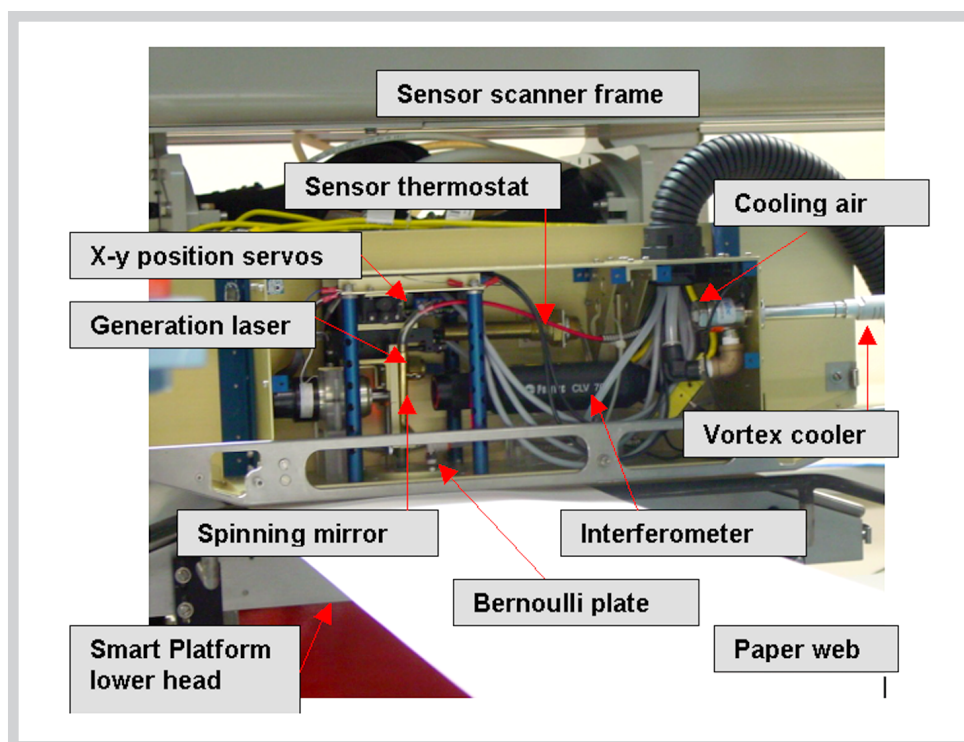 Sensor scanner frame
Sensor thermostat
Cooling air
X-y position servos
Generation laser
CLV
Vortex cooler
Spinning mirror
Interferometer
Bernoulli plate
Smart Platform
lower head
Paper web